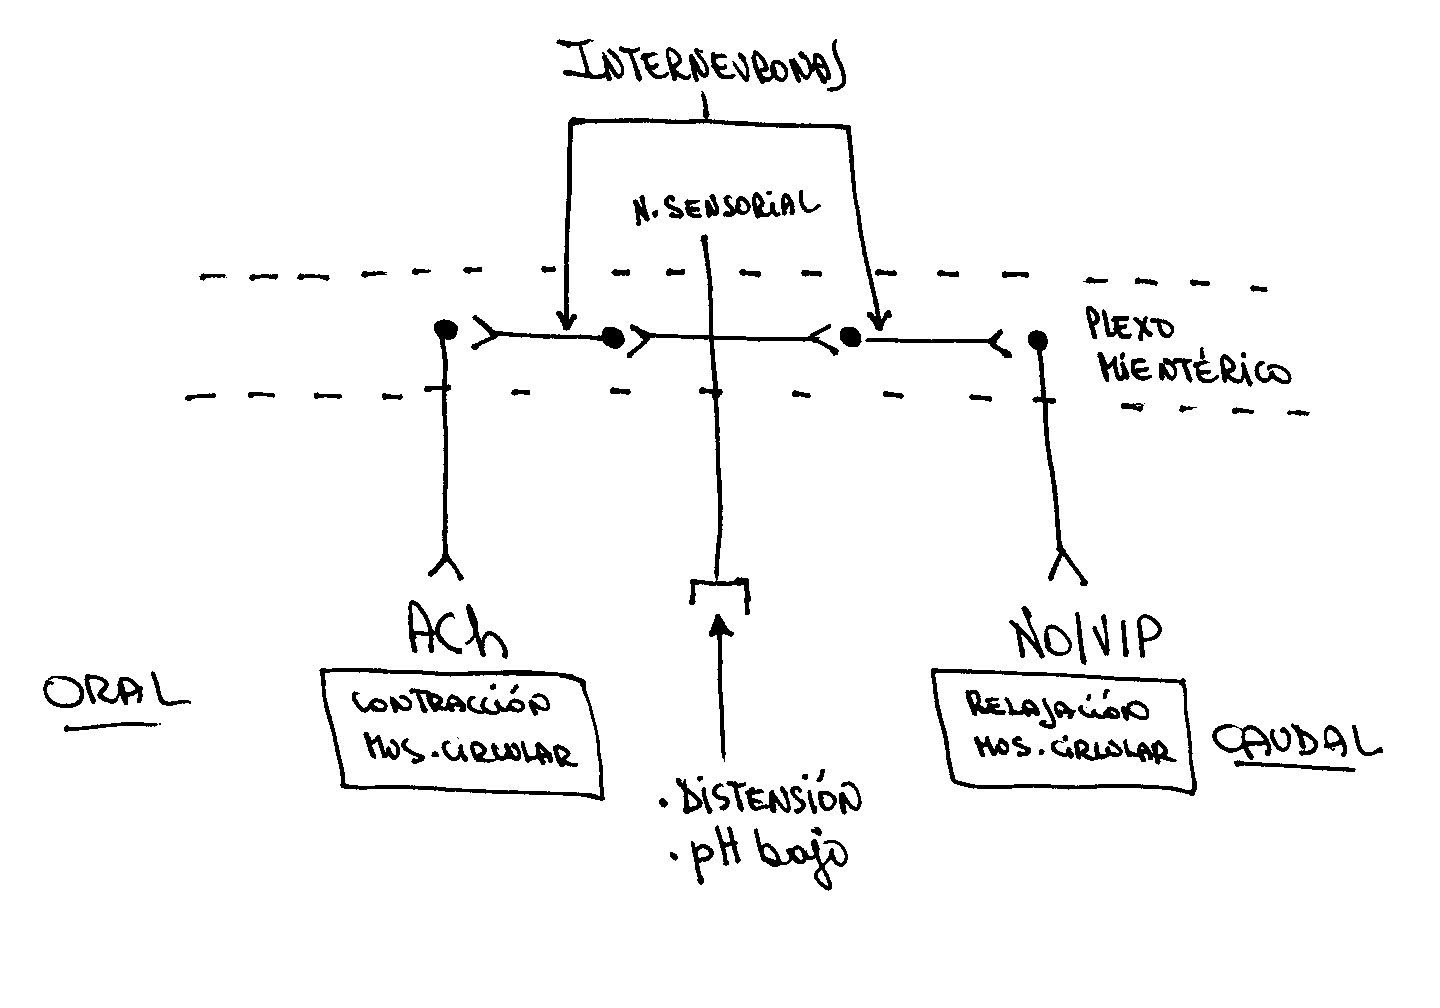 INTERNEURONAS
N. SENSORIAL
PLEXO
MIENTÉRICO
ACh
NO/VIP
ORAL
CONTRACCIÓN
MUS. CIRCULAR
RELAJACIÓN
MUS. CIRCULAR
CAUDAL
. DISTENSIÓN
. pH bajo